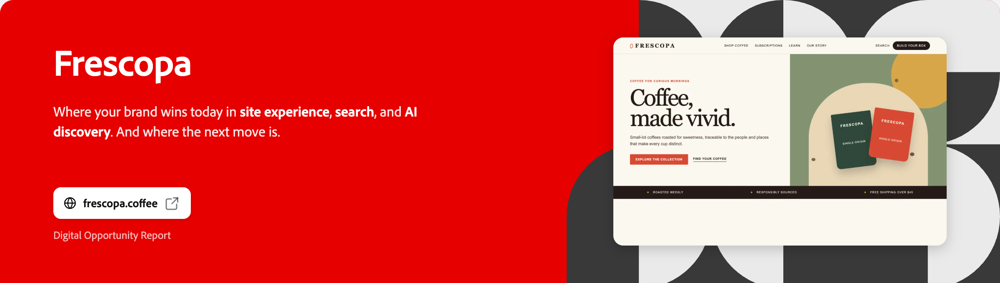 Frescopa
Where your brand wins today in site experience, search, and AI
discovery. And where the next move is.
frescopa.coffee
Digital Opportunity Report
FRESCOPA
SHOP COFFEE
SUBSCRIPTIONS
LEARN
OUR STORY
SEARCH
BUILD YOUR BOX
COFFEE FOR CURIOUS MORNINGS
Coffee,
made vivid.
Small-lot coffees roasted for sweetness, traceable to the people and places
that make every cup distinct.
EXPLORE THE COLLECTION
FIND YOUR COFFEE
FRESCOPA
SINGLE ORIGIN
FRESCOPA
SINGLE ORIGIN
ROASTED WEEKLY
RESPONSIBLY SOURCED
FREE SHIPPING OVER $45